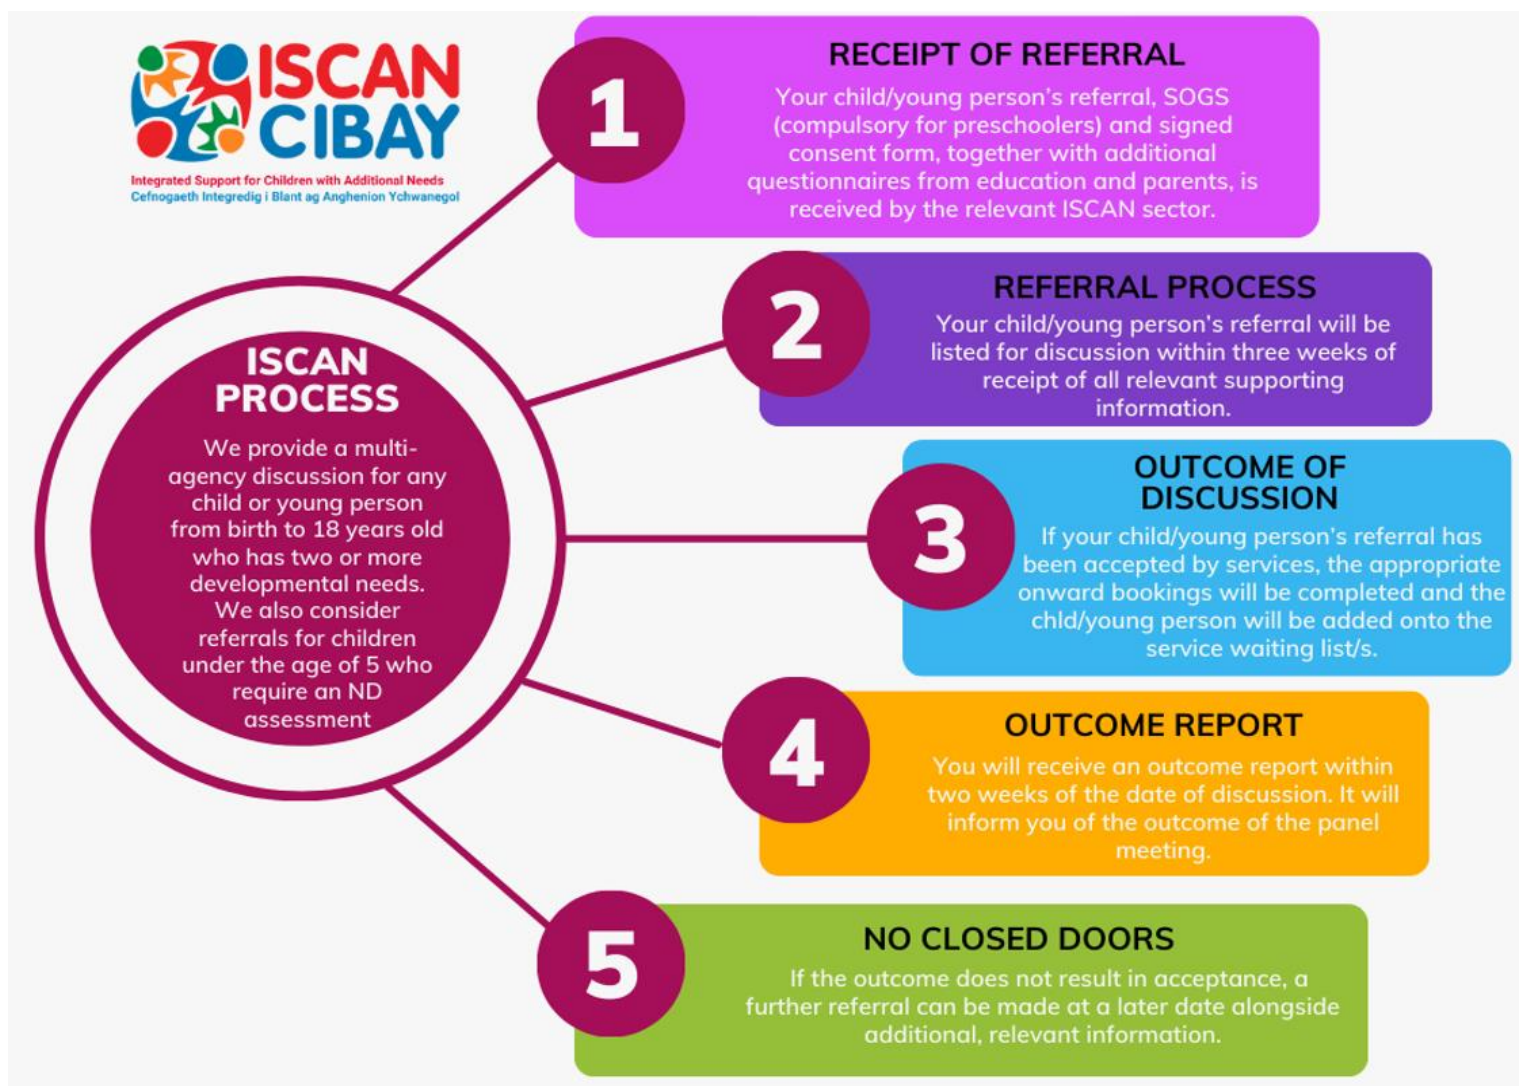 ISCAN
CIBAY
Integrated Support for Children with Additional Needs
Cefnogaeth Integredig i Blant ag Anghenion Ychwanegol
ISCAN
PROCESS
We provide a multi-
agency discussion for any
child or young person
from birth to 18 years old
who has two or more
developmental needs.
We also consider
referrals for children
under the age of 5 who
require an ND
assessment
1
RECEIPT OF REFERRAL
Your child/young person's referral, SOGS
(compulsory for preschoolers) and signed
consent form, together with additional
questionnaires from education and parents, is
received by the relevant ISCAN sector.
2
REFERRAL PROCESS
Your child/young person's referral will be
listed for discussion within three weeks of
receipt of all relevant supporting
information.
3
OUTCOME OF
DISCUSSION
If your child/young person's referral has
been accepted by services, the appropriate
onward bookings will be completed and the
chld/young person will be added onto the
service waiting list/s.
4
OUTCOME REPORT
You will receive an outcome report within
two weeks of the date of discussion. It will
inform you of the outcome of the panel
meeting.
5
NO CLOSED DOORS
If the outcome does not result in acceptance, a
further referral can be made at a later date alongside
additional, relevant information.